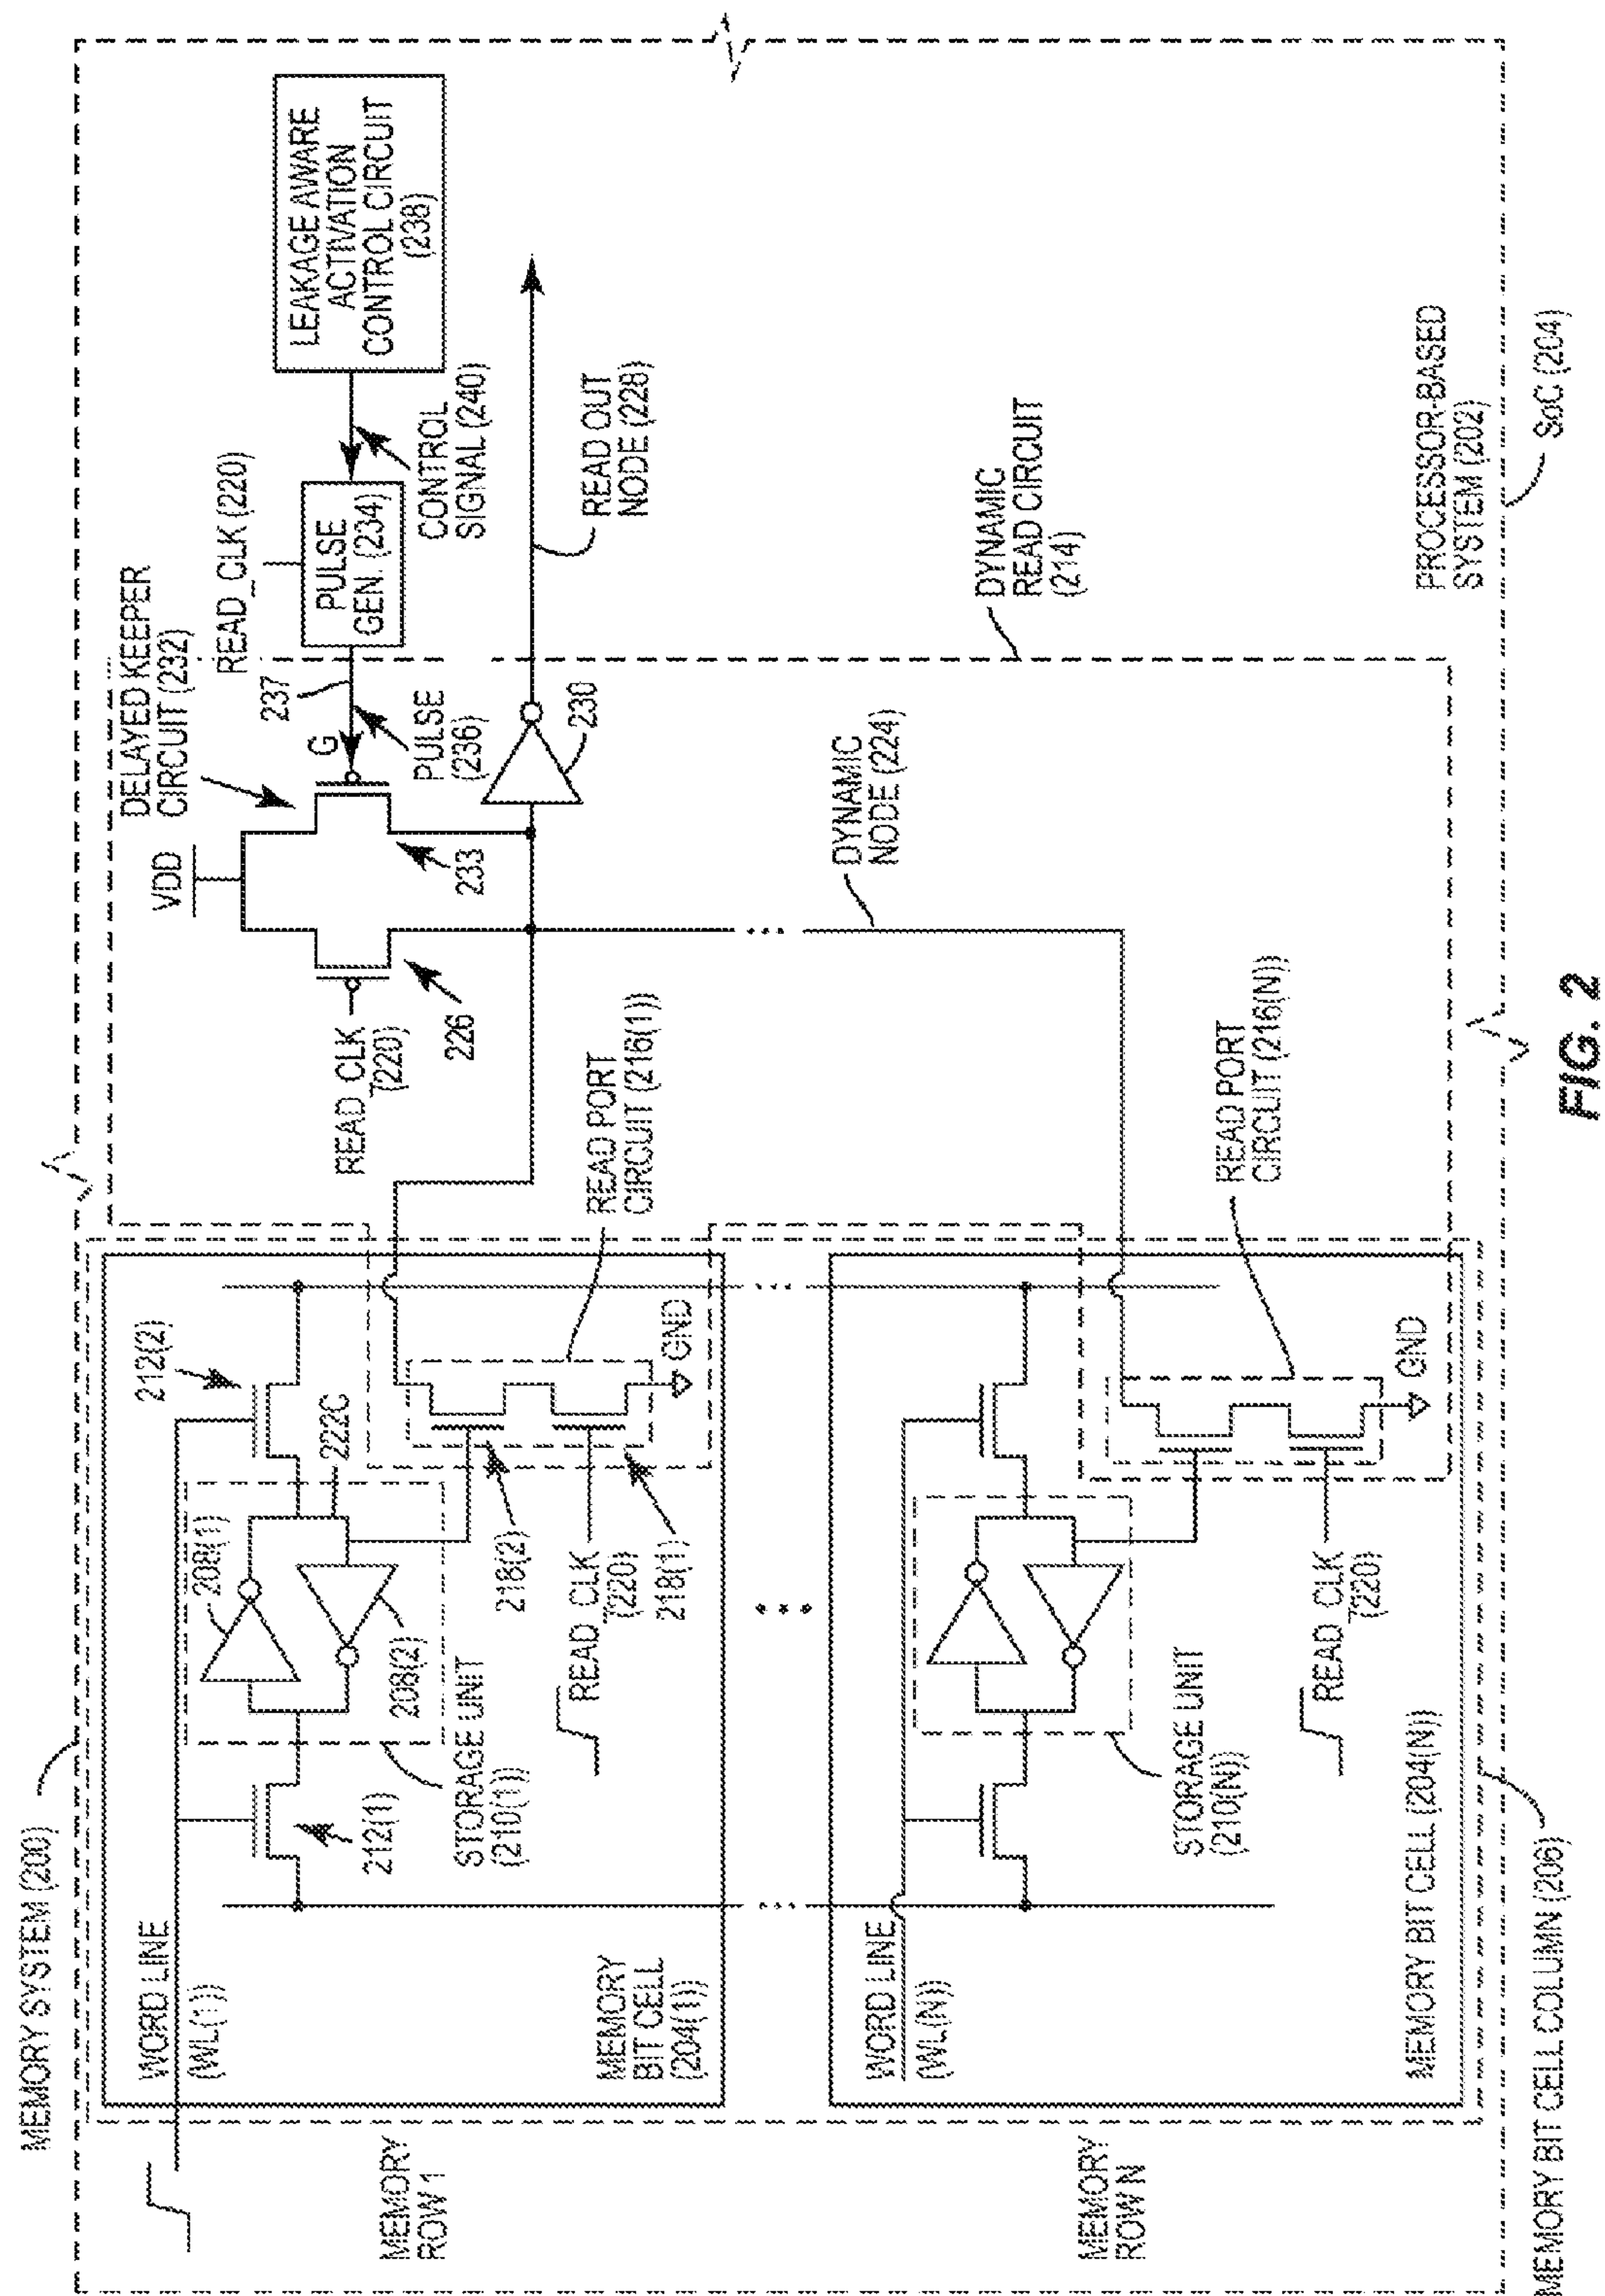 MEMORY SYSTEM (200)
WORD LINE
(WL(1))
212(2)
208(1)
222C
208(2)
212(1)
STORAGE UNIT
(210(1))
218(2)
READ_CLK
(220)
218(1)
GND
MEMORY
BIT CELL
(204(1))
MEMORY
ROW 1
READ PORT
CIRCUIT (216(1))
READ_CLK
(220)
226
VDD
DELAYED KEEPER
CIRCUIT (232)
233
G
237
PULSE
(236)
230
READ_CLK (220)
PULSE
GEN. (234)
CONTROL
SIGNAL (240)
LEAKAGE AWARE
ACTIVATION
CONTROL CIRCUIT
(238)
READ OUT
NODE (228)
DYNAMIC
NODE (224)
DYNAMIC
READ CIRCUIT
(214)
WORD LINE
(WL(N))
STORAGE UNIT
(210(N))
READ_CLK
(220)
GND
READ PORT
CIRCUIT (216(N))
MEMORY BIT CELL (204(N))
MEMORY
ROW N
PROCESSOR-BASED
SYSTEM (202)
SoC (204)
MEMORY BIT CELL COLUMN (206)
FIG. 2